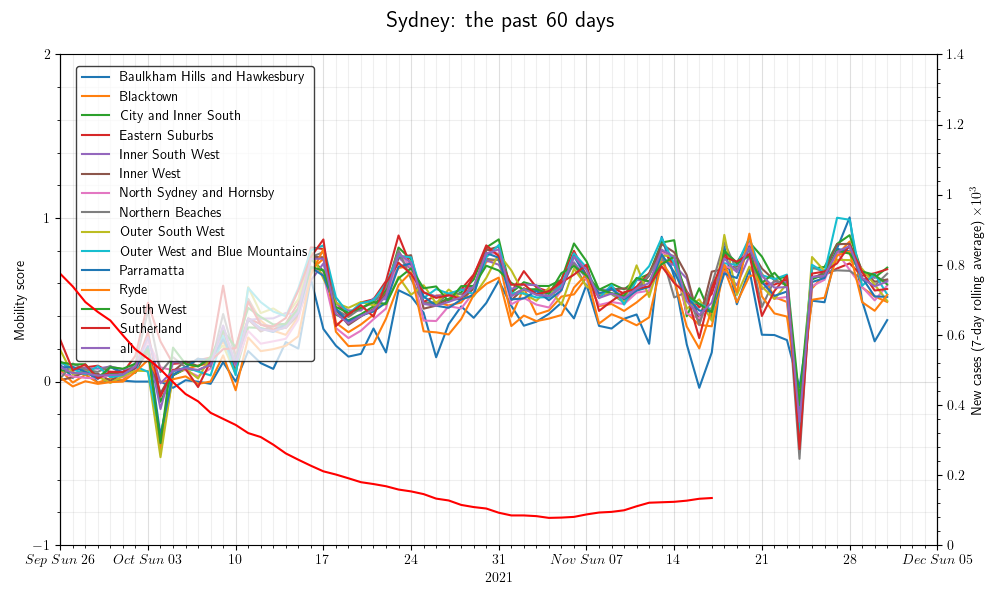 Sydney: the past 60 days
2
1
0
−1
Mobility score
Baulkham Hills and Hawkesbury
Blacktown
City and Inner South
Eastern Suburbs
Inner South West
Inner West
North Sydney and Hornsby
Northern Beaches
Outer South West
Outer West and Blue Mountains
Parramatta
Ryde
South West
Sutherland
all
1.4
1.2
1
0.8
0.6
0.4
0.2
0
New cases (7-day rolling average) ×10³
Sep Sun 26 Oct Sun 03 10 17 24 31 Nov Sun 07 14 21 28 Dec Sun 05
2021